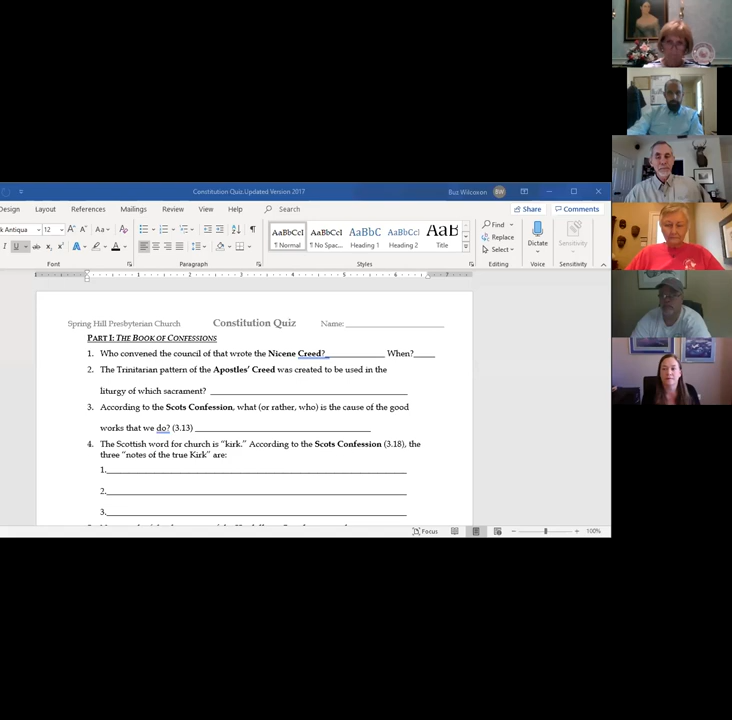 Constitution Quiz.Updated Version 2017 Buz Wilcoxon BW
Design Layout References Mailings Review View Help Search Share Comments
k Antiqua 12 Aa
AaBbCcI AaBbCcI AaBbC AaBbCcI AaB
¶ Normal ¶ No Spac... Heading 1 Heading 2 Title
Find
Replace
Select
Dictate
Sensitivity
Font Paragraph Styles Editing Voice Sensitivity
Spring Hill Presbyterian Church Constitution Quiz Name:
PART I: THE BOOK OF CONFESSIONS
1. Who convened the council of that wrote the Nicene Creed? When?
2. The Trinitarian pattern of the Apostles' Creed was created to be used in the
liturgy of which sacrament?
3. According to the Scots Confession, what (or rather, who) is the cause of the good
works that we do? (3.13)
4. The Scottish word for church is "kirk." According to the Scots Confession (3.18), the
three "notes of the true Kirk" are:
1.
2.
3.
Focus 100%